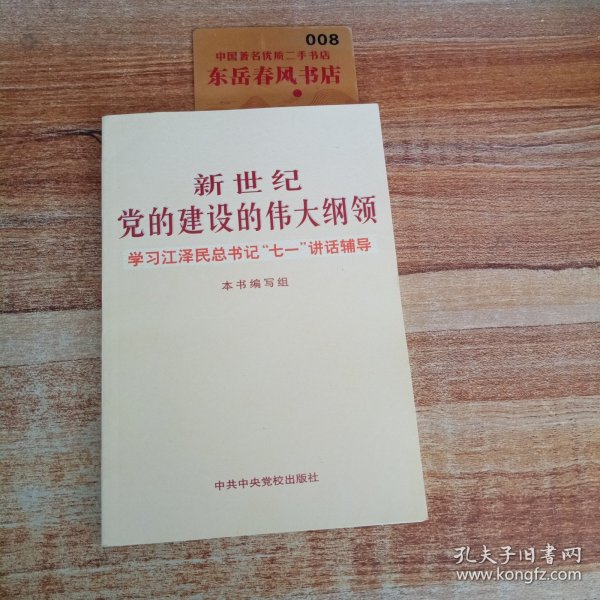 008
中国著名优质二手书店
东岳春风书店
新世纪
党的建设的伟大纲领
学习江泽民总书记“七一”讲话辅导
本书编写组
中共中央党校出版社
孔夫子旧书网
www.kongfz.com